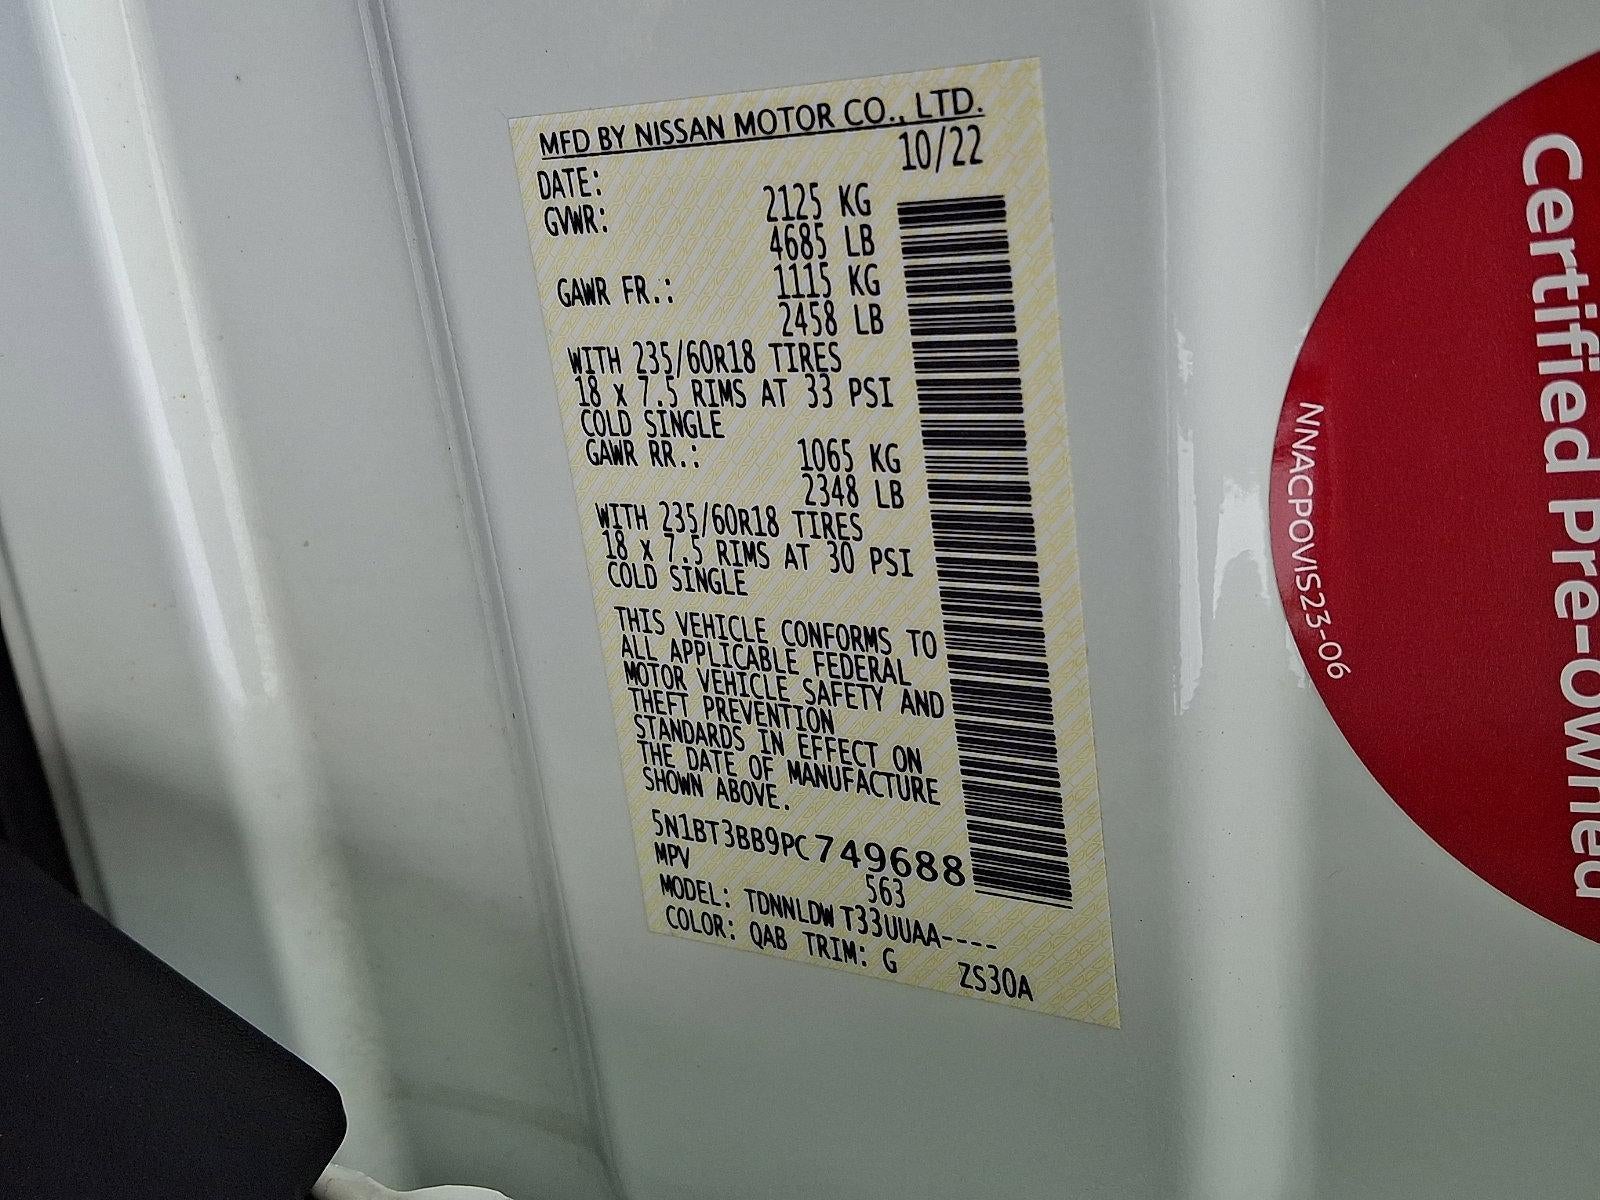 MFD BY NISSAN MOTOR CO., LTD.
DATE: 10/22
GVWR: 2125 KG
4685 LB
GAWR FR.: 1115 KG
2458 LB
WITH 235/60R18 TIRES
18 x 7.5 RIMS AT 33 PSI
COLD SINGLE
GAWR RR.: 1065 KG
2348 LB
WITH 235/60R18 TIRES
18 x 7.5 RIMS AT 30 PSI
COLD SINGLE
THIS VEHICLE CONFORMS TO
ALL APPLICABLE FEDERAL
MOTOR VEHICLE SAFETY AND
THEFT PREVENTION
STANDARDS IN EFFECT ON
THE DATE OF MANUFACTURE
SHOWN ABOVE.
5N1BT3BB9PC749688
MPV 563
MODEL: TDNNLDW T33UUAA----
COLOR: QAB TRIM: G ZS30A
Certified Pre-Owned
NNACPOVIS23-06